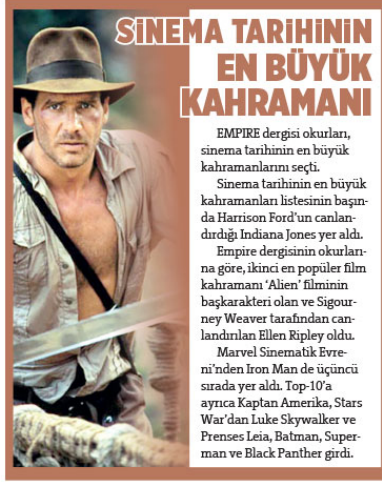 SİNEMA TARİHİNİN
EN BÜYÜK
KAHRAMANI
EMPIRE dergisi okurları,
sinema tarihinin en büyük
kahramanlarını seçti.
Sinema tarihinin en büyük
kahramanları listesinin başın-
da Harrison Ford'un canlan-
dırdığı Indiana Jones yer aldı.
Empire dergisinin okurları-
na göre, ikinci en popüler film
kahramanı 'Alien' filminin
başkarakteri olan ve Sigour-
ney Weaver tarafından can-
landırılan Ellen Ripley oldu.
Marvel Sinematik Evre-
ni'nden Iron Man de üçüncü
sırada yer aldı. Top-10'a
ayrıca Kaptan Amerika, Stars
War'dan Luke Skywalker ve
Prenses Leia, Batman, Super-
man ve Black Panther girdi.